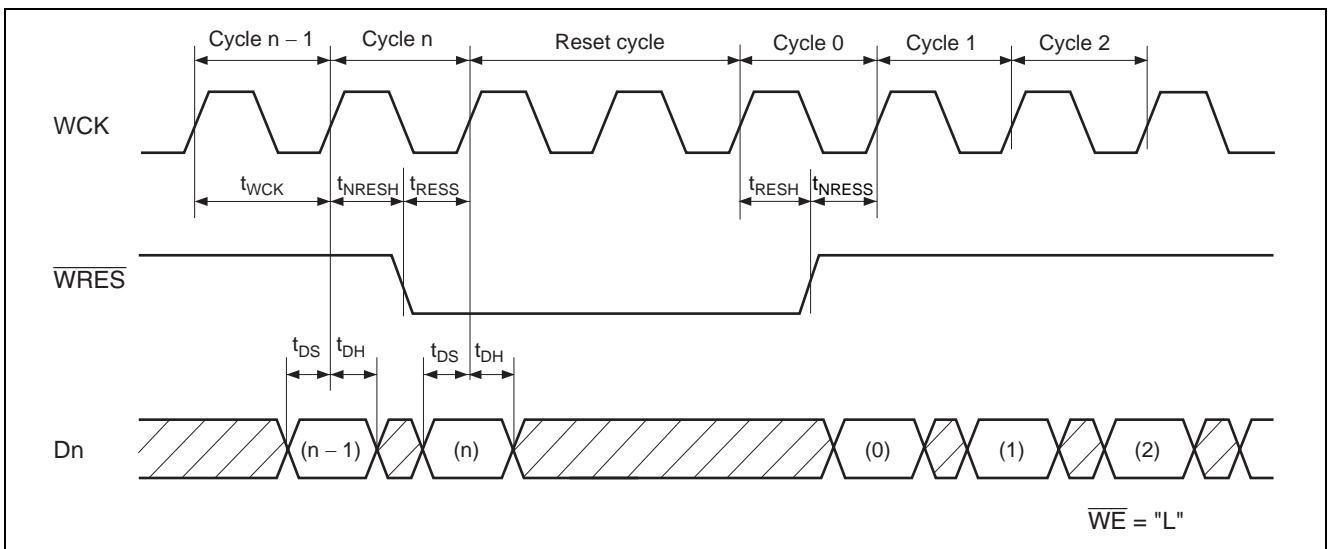 Cycle n – 1 Cycle n Reset cycle Cycle 0 Cycle 1 Cycle 2
WCK
tWCK tNRESH tRESS tRESH tNRESS
WRES
tDS tDH tDS tDH
Dn (n – 1) (n) (0) (1) (2)
WE = "L"